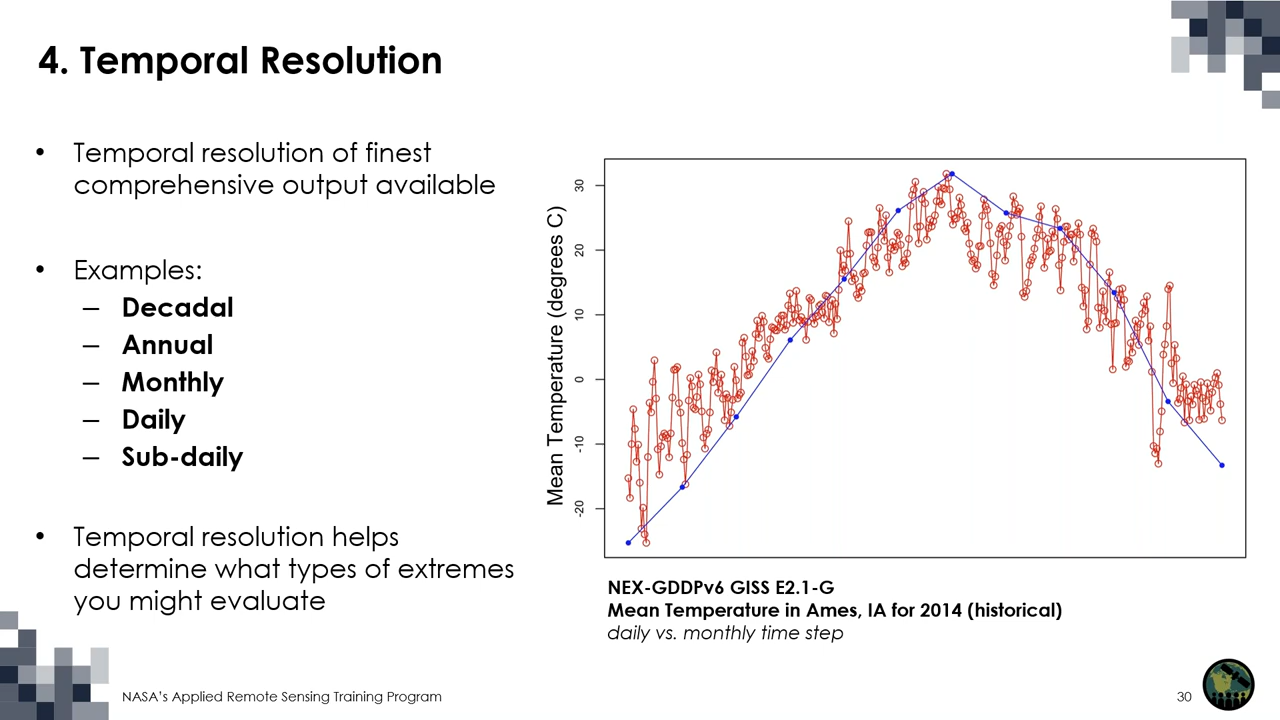 4. Temporal Resolution
• Temporal resolution of finest
comprehensive output available
• Examples:
– Decadal
– Annual
– Monthly
– Daily
– Sub-daily
• Temporal resolution helps
determine what types of extremes
you might evaluate
Mean Temperature (degrees C)
30
20
10
0
-10
-20
NEX-GDDPv6 GISS E2.1-G
Mean Temperature in Ames, IA for 2014 (historical)
daily vs. monthly time step
NASA's Applied Remote Sensing Training Program
30